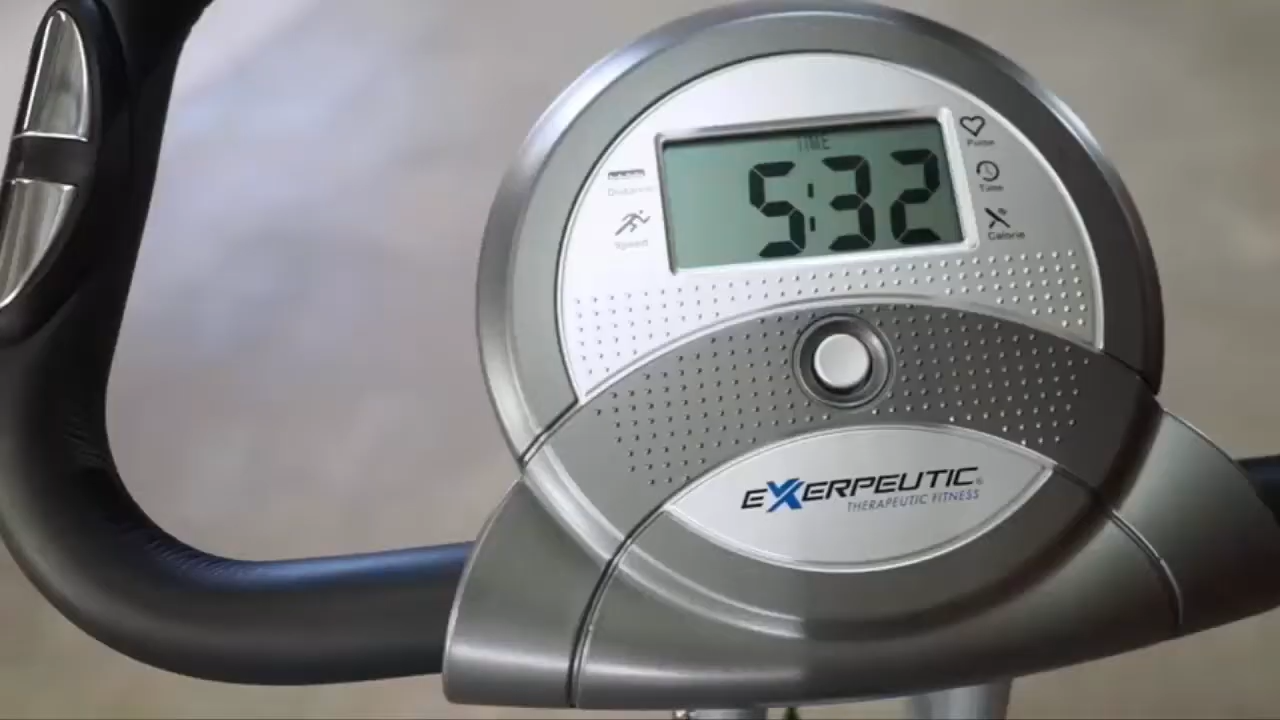 TIME
5:32
Pulse
Time
Calorie
Distance
Speed
EXERPEUTIC®
THERAPEUTIC FITNESS